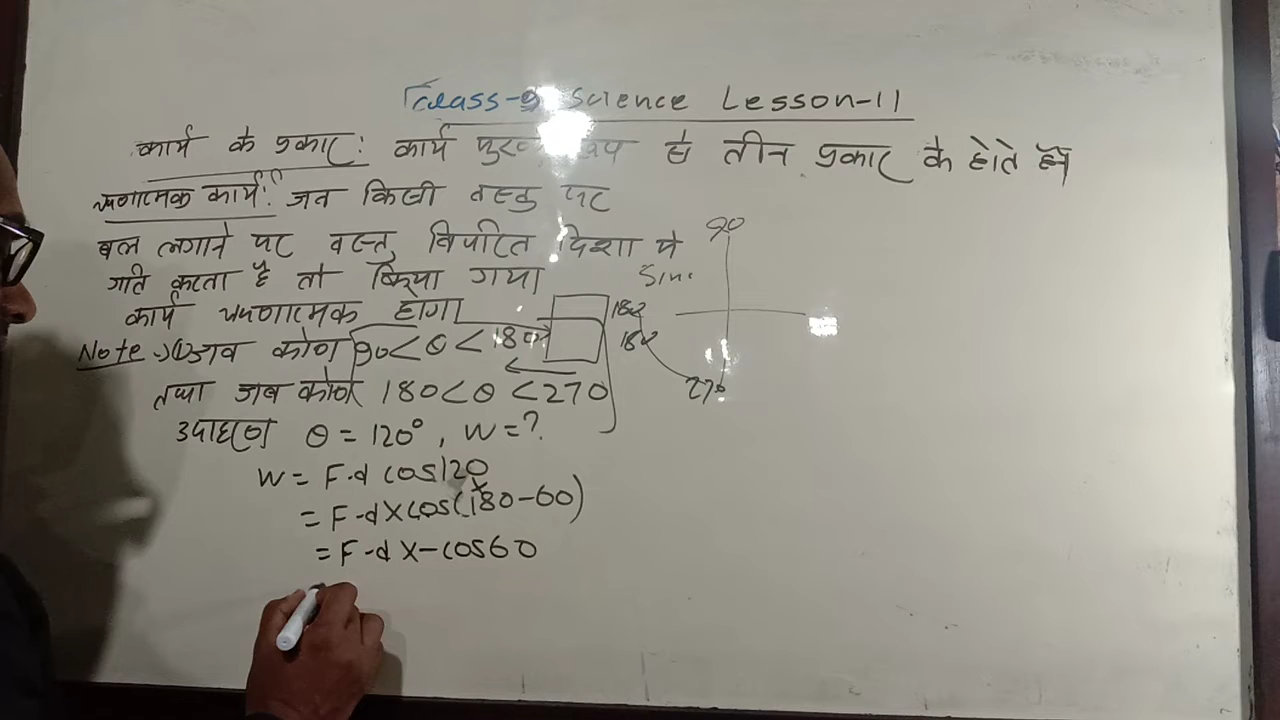 Class-9 Science Lesson-11
कार्य के प्रकार: कार्य रूप से तीन प्रकार के होते हैं
ऋणात्मक कार्य: जब किसी वस्तु पर
बल लगाने पर वस्तु विपरित दिशा मे
गति करता है तो किया गया
कार्य ऋणात्मक होगा
Note → ① जब कोण 90<θ<180
तथा जब कोण 180<θ<270
उदाहरण θ = 120°, W = ?
W = F.d cos120
= F.d×cos(180-60)
= F.d×-cos60
90
Sin
180
180
270